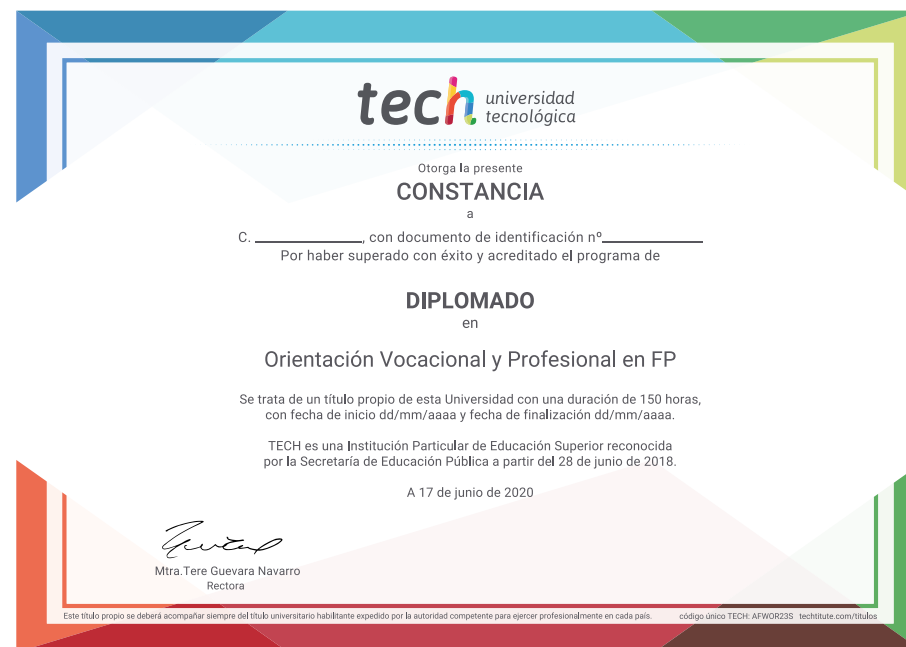 tech universidad
tecnológica
Otorga la presente
CONSTANCIA
a
C. ____________, con documento de identificación nº____________
Por haber superado con éxito y acreditado el programa de
DIPLOMADO
en
Orientación Vocacional y Profesional en FP
Se trata de un título propio de esta Universidad con una duración de 150 horas,
con fecha de inicio dd/mm/aaaa y fecha de finalización dd/mm/aaaa.
TECH es una Institución Particular de Educación Superior reconocida
por la Secretaría de Educación Pública a partir del 28 de junio de 2018.
A 17 de junio de 2020
Mtra.Tere Guevara Navarro
Rectora
Este título propio se deberá acompañar siempre del título universitario habilitante expedido por la autoridad competente para ejercer profesionalmente en cada país. código único TECH: AFWOR23S techtitute.com/titulos